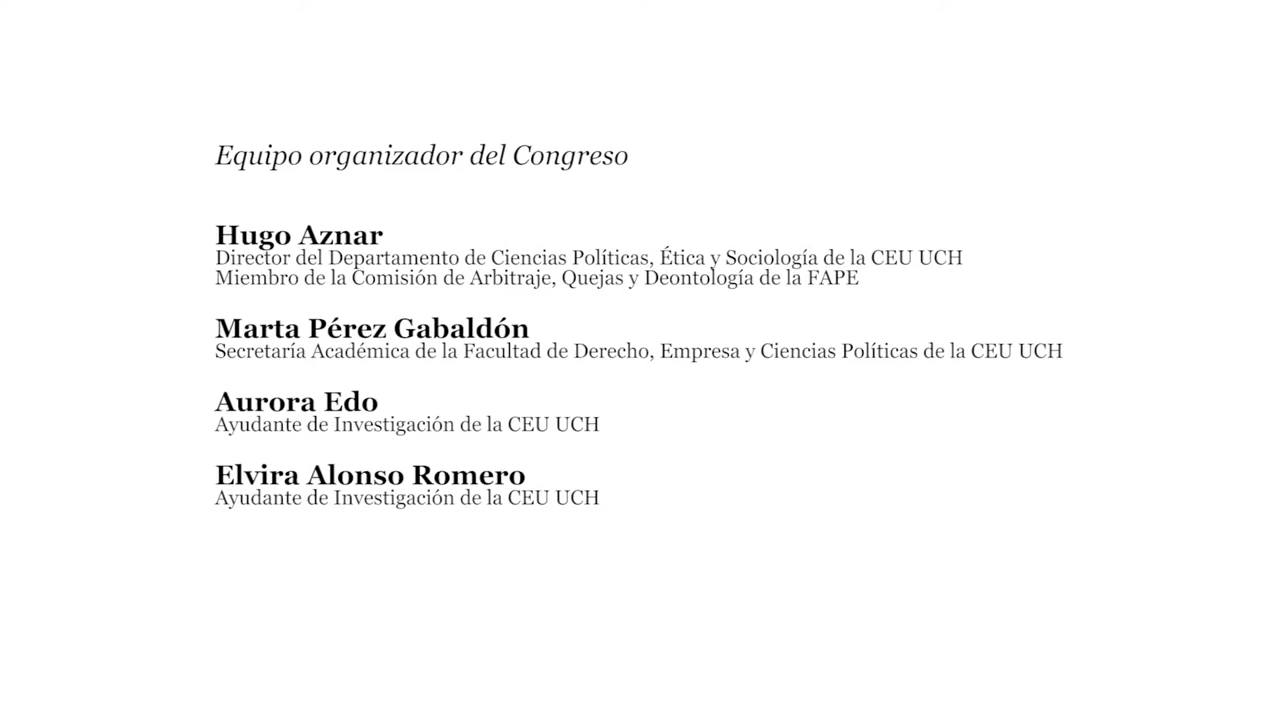 Equipo organizador del Congreso
Hugo Aznar
Director del Departamento de Ciencias Políticas, Ética y Sociología de la CEU UCH
Miembro de la Comisión de Arbitraje, Quejas y Deontología de la FAPE
Marta Pérez Gabaldón
Secretaría Académica de la Facultad de Derecho, Empresa y Ciencias Políticas de la CEU UCH
Aurora Edo
Ayudante de Investigación de la CEU UCH
Elvira Alonso Romero
Ayudante de Investigación de la CEU UCH